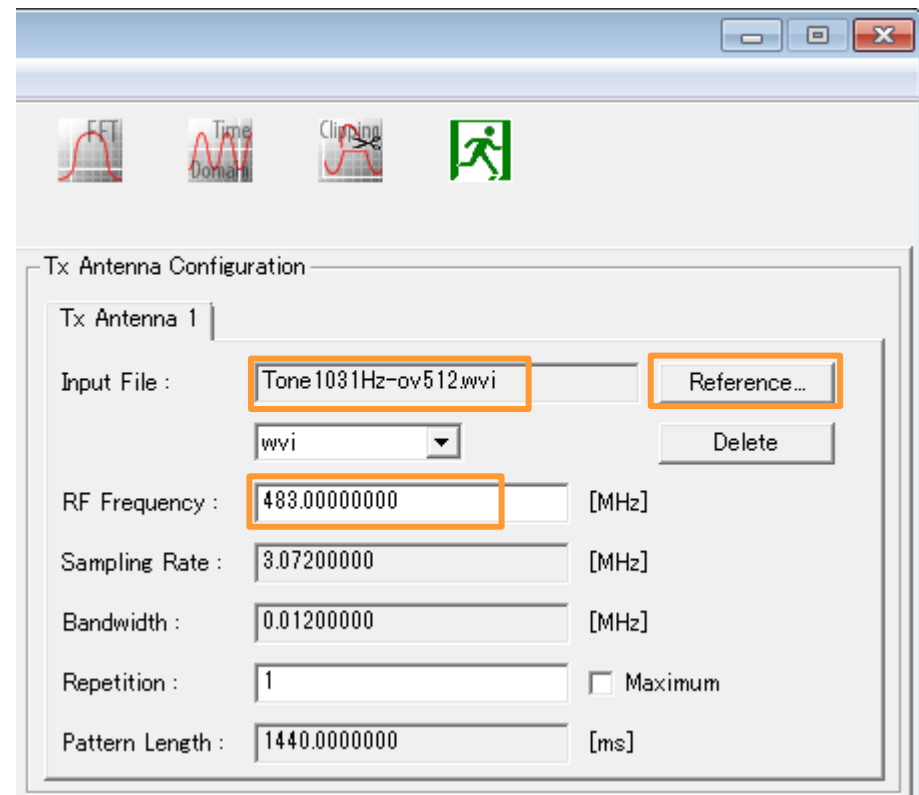 FFT Time Domain Clipping
Tx Antenna Configuration
Tx Antenna 1
Input File : Tone1031Hz-ov512.wvi Reference...
wvi Delete
RF Frequency : 483.00000000 [MHz]
Sampling Rate : 3.07200000 [MHz]
Bandwidth : 0.01200000 [MHz]
Repetition : 1 Maximum
Pattern Length : 1440.0000000 [ms]